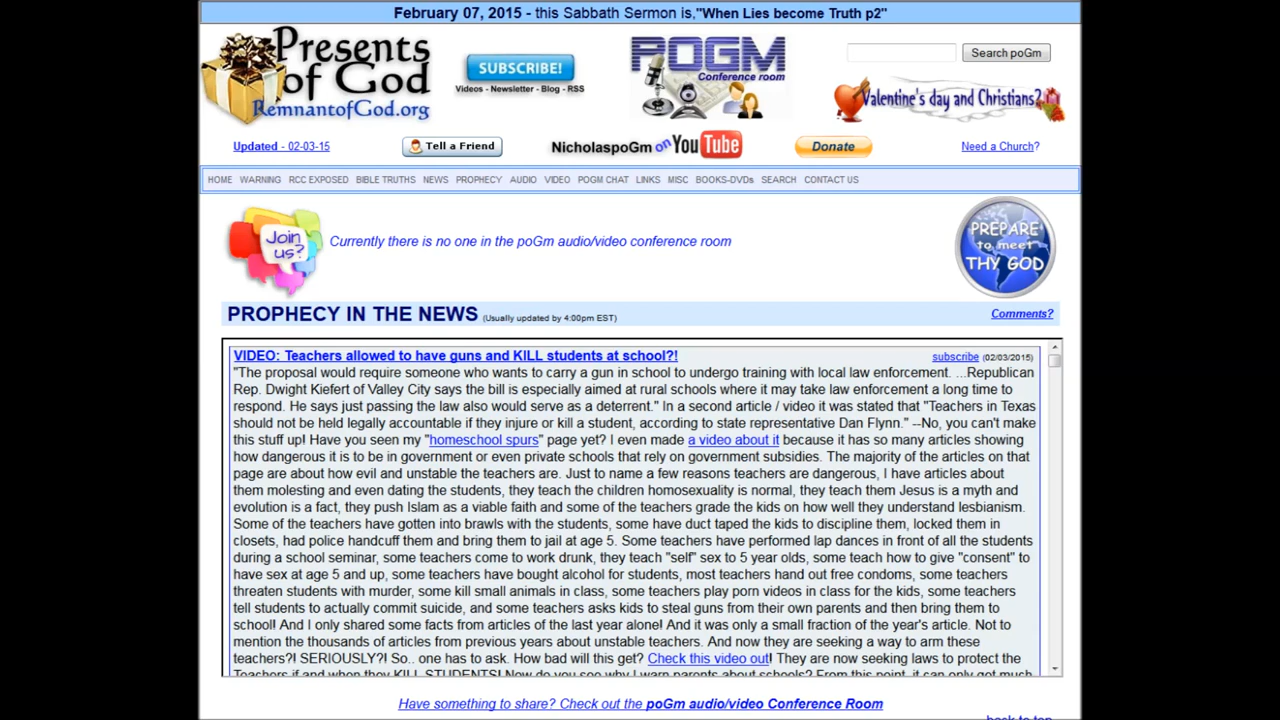 February 07, 2015 - this Sabbath Sermon is,"When Lies become Truth p2"
Presents of God
RemnantofGod.org
SUBSCRIBE!
Videos - Newsletter - Blog - RSS
POGM
Conference room
Search poGm
Valentine's day and Christians?
Updated - 02-03-15
Tell a Friend
NicholaspoGm on YouTube
Donate
Need a Church?
HOME WARNING RCC EXPOSED BIBLE TRUTHS NEWS PROPHECY AUDIO VIDEO POGM CHAT LINKS MISC BOOKS-DVDs SEARCH CONTACT US
Join us?
Currently there is no one in the poGm audio/video conference room
PREPARE
to meet
THY GOD
PROPHECY IN THE NEWS (Usually updated by 4:00pm EST)
Comments?
VIDEO: Teachers allowed to have guns and KILL students at school?!
subscribe (02/03/2015)
"The proposal would require someone who wants to carry a gun in school to undergo training with local law enforcement. ...Republican
Rep. Dwight Kiefert of Valley City says the bill is especially aimed at rural schools where it may take law enforcement a long time to
respond. He says just passing the law also would serve as a deterrent." In a second article / video it was stated that "Teachers in Texas
should not be held legally accountable if they injure or kill a student, according to state representative Dan Flynn." --No, you can't make
this stuff up! Have you seen my "homeschool spurs" page yet? I even made a video about it because it has so many articles showing
how dangerous it is to be in government or even private schools that rely on government subsidies. The majority of the articles on that
page are about how evil and unstable the teachers are. Just to name a few reasons teachers are dangerous, I have articles about
them molesting and even dating the students, they teach the children homosexuality is normal, they teach them Jesus is a myth and
evolution is a fact, they push Islam as a viable faith and some of the teachers grade the kids on how well they understand lesbianism.
Some of the teachers have gotten into brawls with the students, some have duct taped the kids to discipline them, locked them in
closets, had police handcuff them and bring them to jail at age 5. Some teachers have performed lap dances in front of all the students
during a school seminar, some teachers come to work drunk, they teach "self" sex to 5 year olds, some teach how to give "consent" to
have sex at age 5 and up, some teachers have bought alcohol for students, most teachers hand out free condoms, some teachers
threaten students with murder, some kill small animals in class, some teachers play porn videos in class for the kids, some teachers
tell students to actually commit suicide, and some teachers asks kids to steal guns from their own parents and then bring them to
school! And I only shared some facts from articles of the last year alone! And it was only a small fraction of the year's article. Not to
mention the thousands of articles from previous years about unstable teachers. And now they are seeking a way to arm these
teachers?! SERIOUSLY?! So.. one has to ask. How bad will this get? Check this video out! They are now seeking laws to protect the
Teachers if and when they KILL STUDENTS! Now do you see why I warn parents about schools? From this point, it can only get much
Have something to share? Check out the poGm audio/video Conference Room
back to top